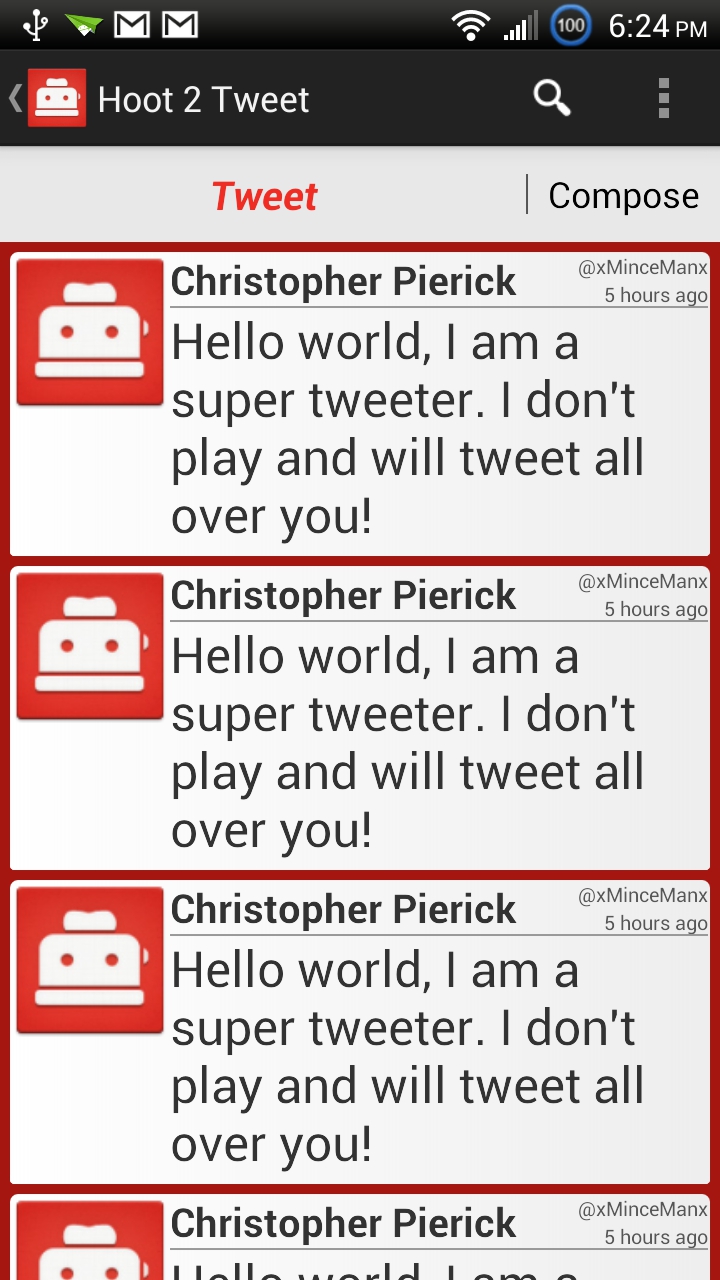 100 6:24 PM
Hoot 2 Tweet
Tweet Compose
Christopher Pierick @xMinceManx
5 hours ago
Hello world, I am a
super tweeter. I don't
play and will tweet all
over you!
Christopher Pierick @xMinceManx
5 hours ago
Hello world, I am a
super tweeter. I don't
play and will tweet all
over you!
Christopher Pierick @xMinceManx
5 hours ago
Hello world, I am a
super tweeter. I don't
play and will tweet all
over you!
Christopher Pierick @xMinceManx
5 hours ago
Hello world, I am a